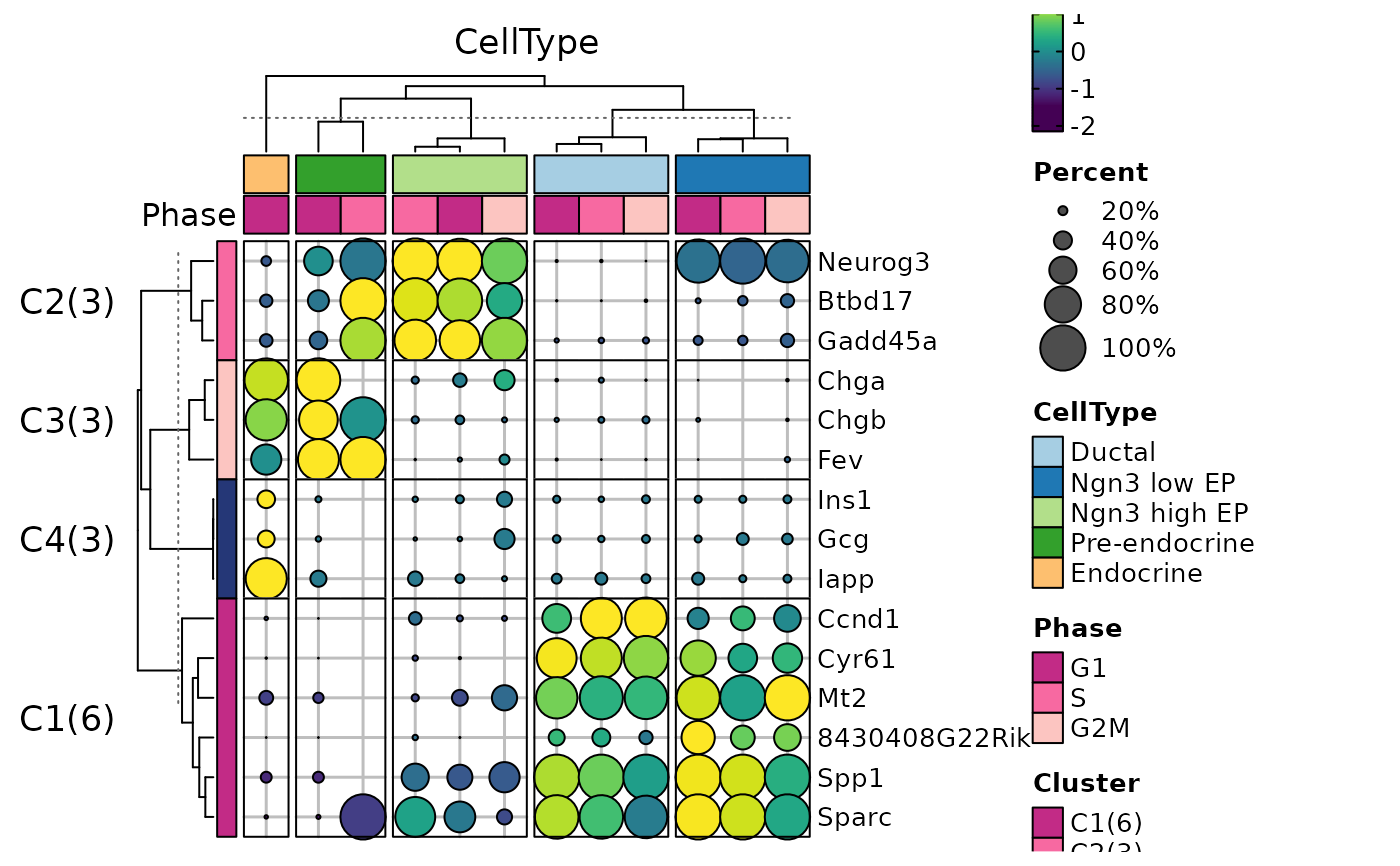 CellType
Phase
C2(3)
C3(3)
C4(3)
C1(6)
Neurog3
Btbd17
Gadd45a
Chga
Chgb
Fev
Ins1
Gcg
Iapp
Ccnd1
Cyr61
Mt2
8430408G22Rik
Spp1
Sparc
1
0
-1
-2
Percent
20%
40%
60%
80%
100%
CellType
Ductal
Ngn3 low EP
Ngn3 high EP
Pre-endocrine
Endocrine
Phase
G1
S
G2M
Cluster
C1(6)
C2(3)